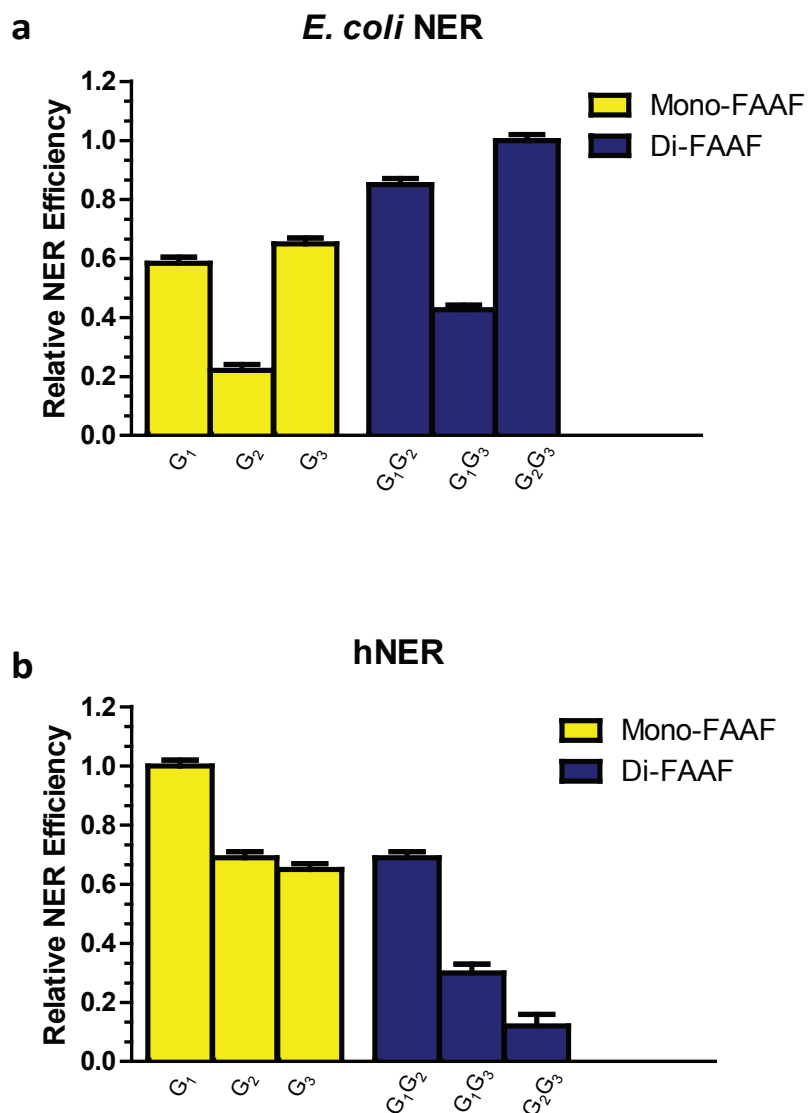 a
E. coli NER
Relative NER Efficiency
1.2
1.0
0.8
0.6
0.4
0.2
0.0
Mono-FAAF
Di-FAAF
G₁ G₂ G₃ G₁G₂ G₁G₃ G₂G₃
b
hNER
Relative NER Efficiency
1.2
1.0
0.8
0.6
0.4
0.2
0.0
Mono-FAAF
Di-FAAF
G₁ G₂ G₃ G₁G₂ G₁G₃ G₂G₃